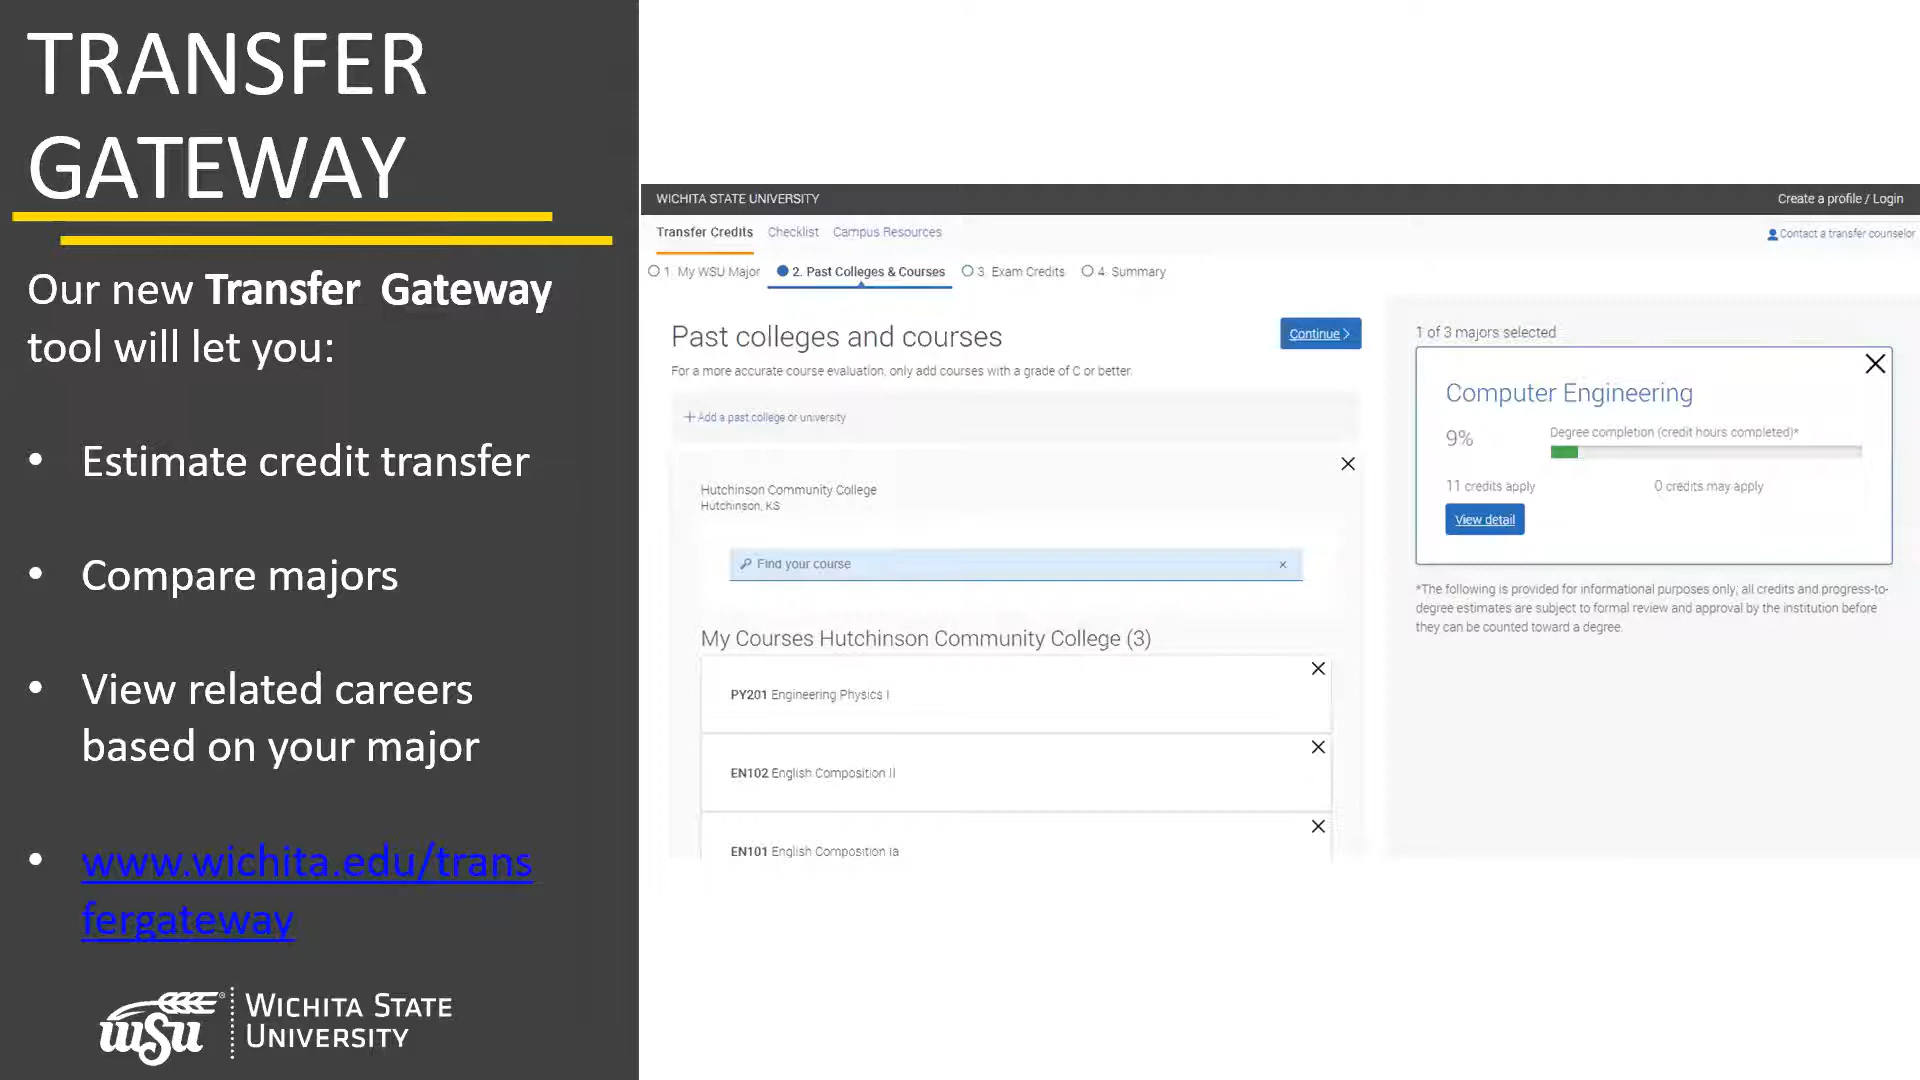 TRANSFER
GATEWAY
Our new Transfer Gateway
tool will let you:
• Estimate credit transfer
• Compare majors
• View related careers
based on your major
• www.wichita.edu/trans
fergateway
wsu
WICHITA STATE
UNIVERSITY
WICHITA STATE UNIVERSITY
Create a profile / Login
Transfer Credits Checklist Campus Resources
Contact a transfer counselor
1. My WSU Major 2. Past Colleges & Courses 3. Exam Credits 4. Summary
Past colleges and courses
Continue >
For a more accurate course evaluation, only add courses with a grade of C or better.
+ Add a past college or university
Hutchinson Community College
Hutchinson, KS
Find your course
My Courses Hutchinson Community College (3)
PY201 Engineering Physics I
EN102 English Composition II
EN101 English Composition Ia
1 of 3 majors selected
Computer Engineering
9%
Degree completion (credit hours completed)*
11 credits apply
0 credits may apply
View detail
*The following is provided for informational purposes only; all credits and progress-to-
degree estimates are subject to formal review and approval by the institution before
they can be counted toward a degree.